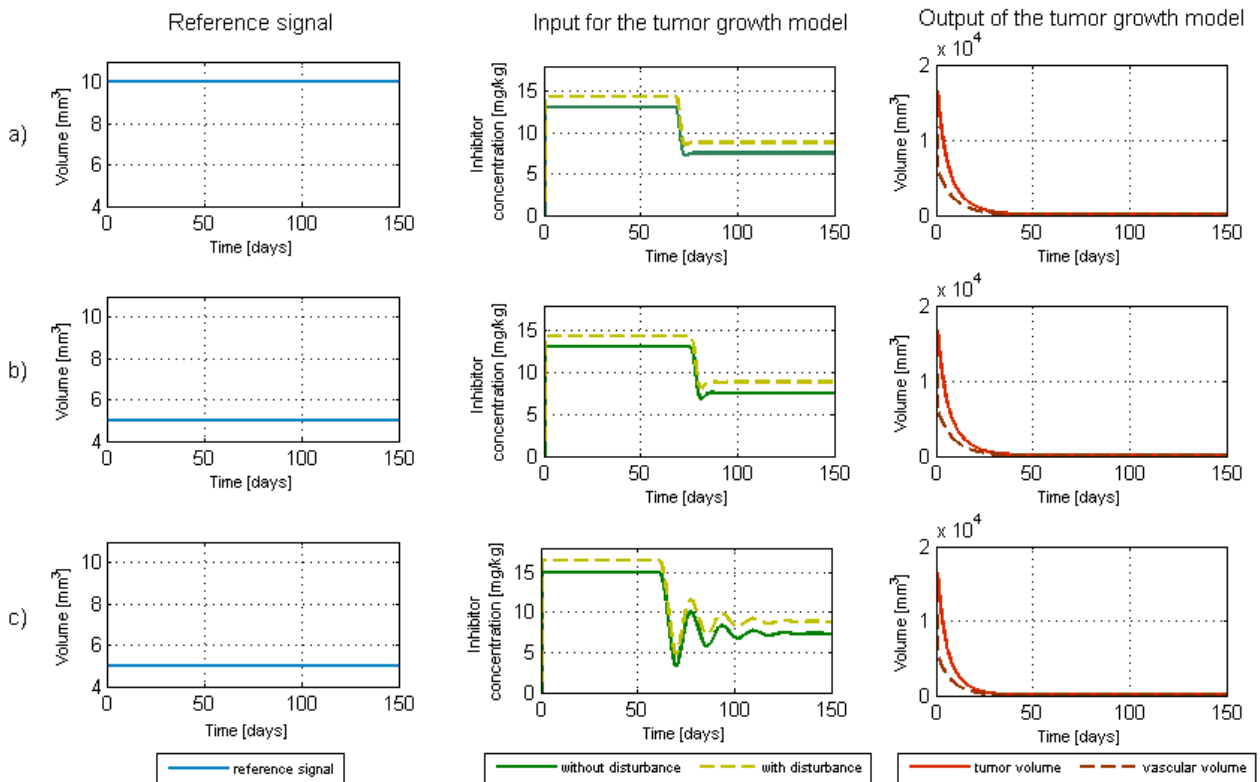 Reference signal
Input for the tumor growth model
Output of the tumor growth model
a)
Volume [mm³]
10
8
6
4
0
50
100
150
Time [days]
Inhibitor
concentration [mg/kg]
15
10
5
0
0
50
100
150
Time [days]
x 10⁴
Volume [mm³]
2
1
0
0
50
100
150
Time [days]
b)
Volume [mm³]
10
8
6
4
0
50
100
150
Time [days]
Inhibitor
concentration [mg/kg]
15
10
5
0
0
50
100
150
Time [days]
x 10⁴
Volume [mm³]
2
1
0
0
50
100
150
Time [days]
c)
Volume [mm³]
10
8
6
4
0
50
100
150
Time [days]
Inhibitor
concentration [mg/kg]
15
10
5
0
0
50
100
150
Time [days]
x 10⁴
Volume [mm³]
2
1
0
0
50
100
150
Time [days]
reference signal
without disturbance
with disturbance
tumor volume
vascular volume